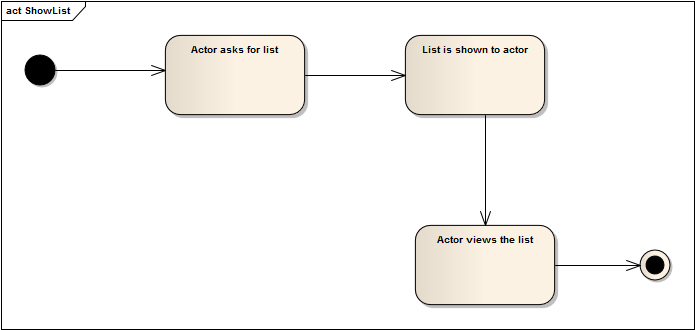 act ShowList
Actor asks for list
List is shown to actor
Actor views the list